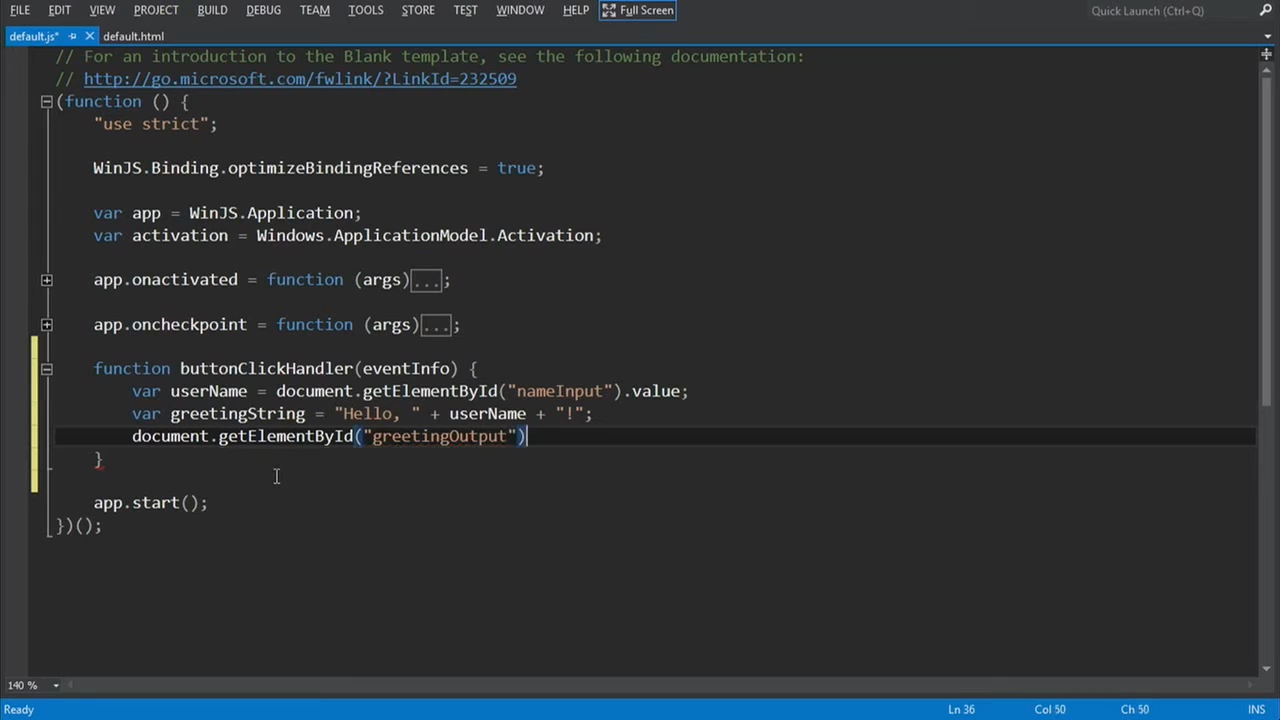 FILE EDIT VIEW PROJECT BUILD DEBUG TEAM TOOLS STORE TEST WINDOW HELP Full Screen Quick Launch (Ctrl+Q)
default.js* default.html
// For an introduction to the Blank template, see the following documentation:
// http://go.microsoft.com/fwlink/?LinkId=232509
(function () {
"use strict";
WinJS.Binding.optimizeBindingReferences = true;
var app = WinJS.Application;
var activation = Windows.ApplicationModel.Activation;
app.onactivated = function (args)...;
app.oncheckpoint = function (args)...;
function buttonClickHandler(eventInfo) {
var userName = document.getElementById("nameInput").value;
var greetingString = "Hello, " + userName + "!";
document.getElementById("greetingOutput")
}
app.start();
})();
140 %
Ready Ln 36 Col 50 Ch 50 INS